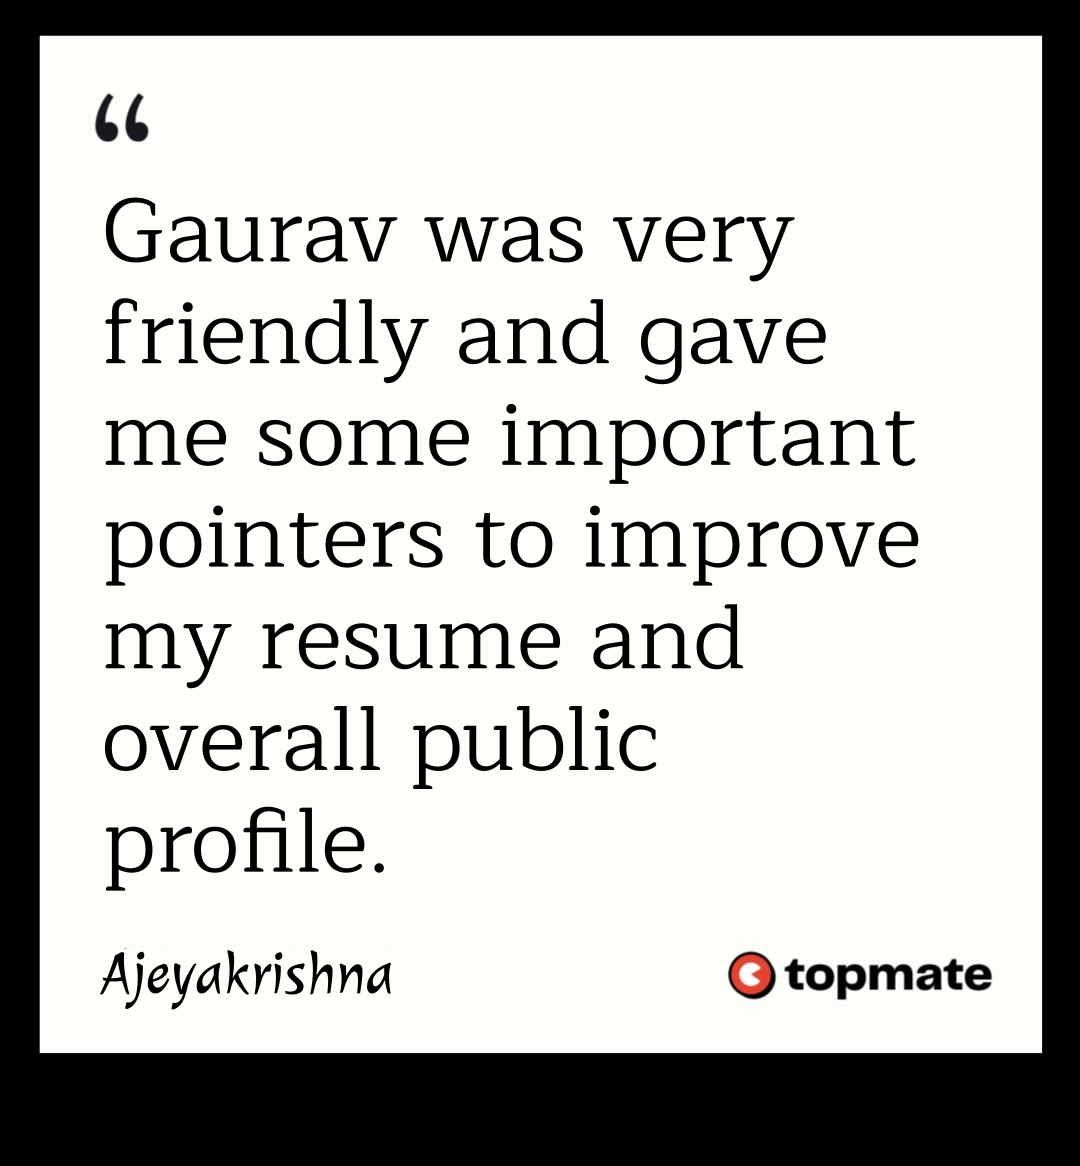 “
Gaurav was very
friendly and gave
me some important
pointers to improve
my resume and
overall public
profile.
Ajeyakrishna
topmate